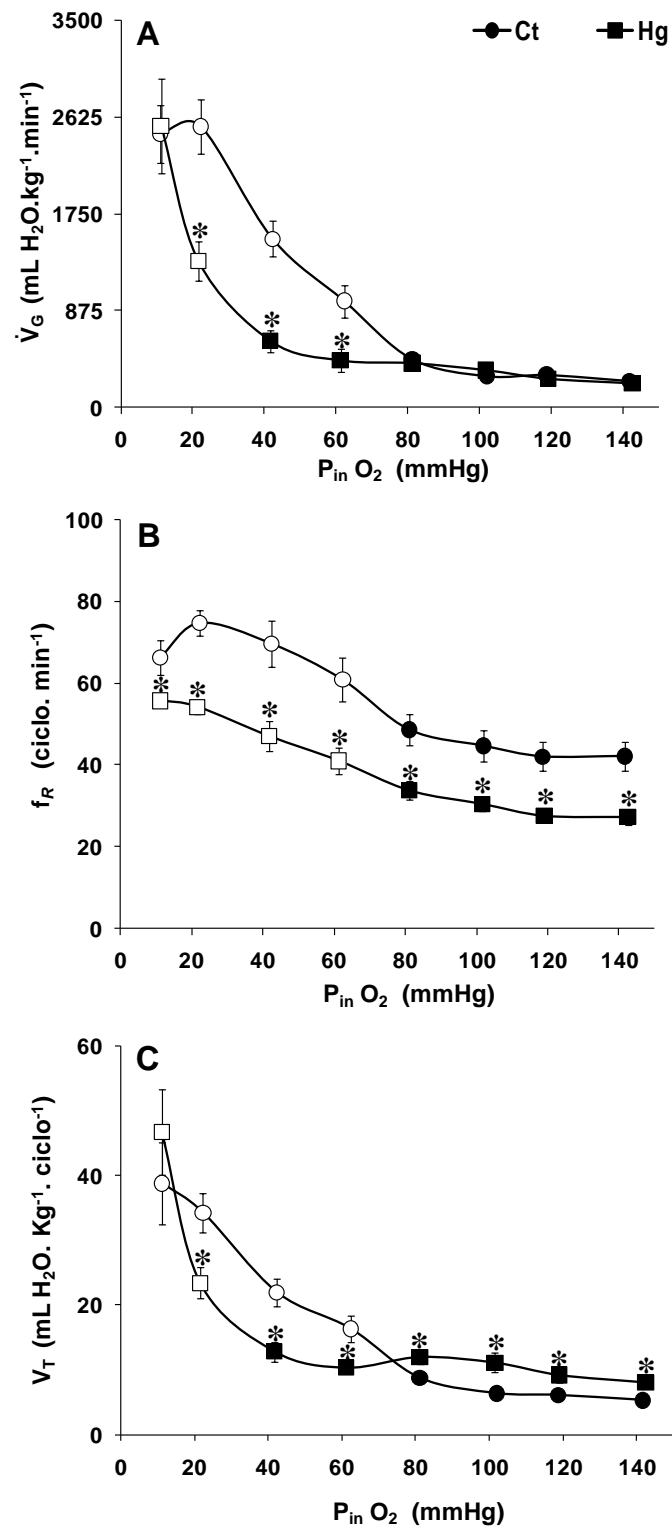 A
Ct
Hg
V̇G (mL H2O.kg-1.min-1)
3500
2625
1750
875
0
*
*
*
0 20 40 60 80 100 120 140
Pin O2 (mmHg)
B
fR (ciclo. min-1)
100
80
60
40
20
0
* * * * * * * *
0 20 40 60 80 100 120 140
Pin O2 (mmHg)
C
VT (mL H2O. Kg-1. ciclo-1)
60
40
20
0
* * * * * * *
0 20 40 60 80 100 120 140
Pin O2 (mmHg)